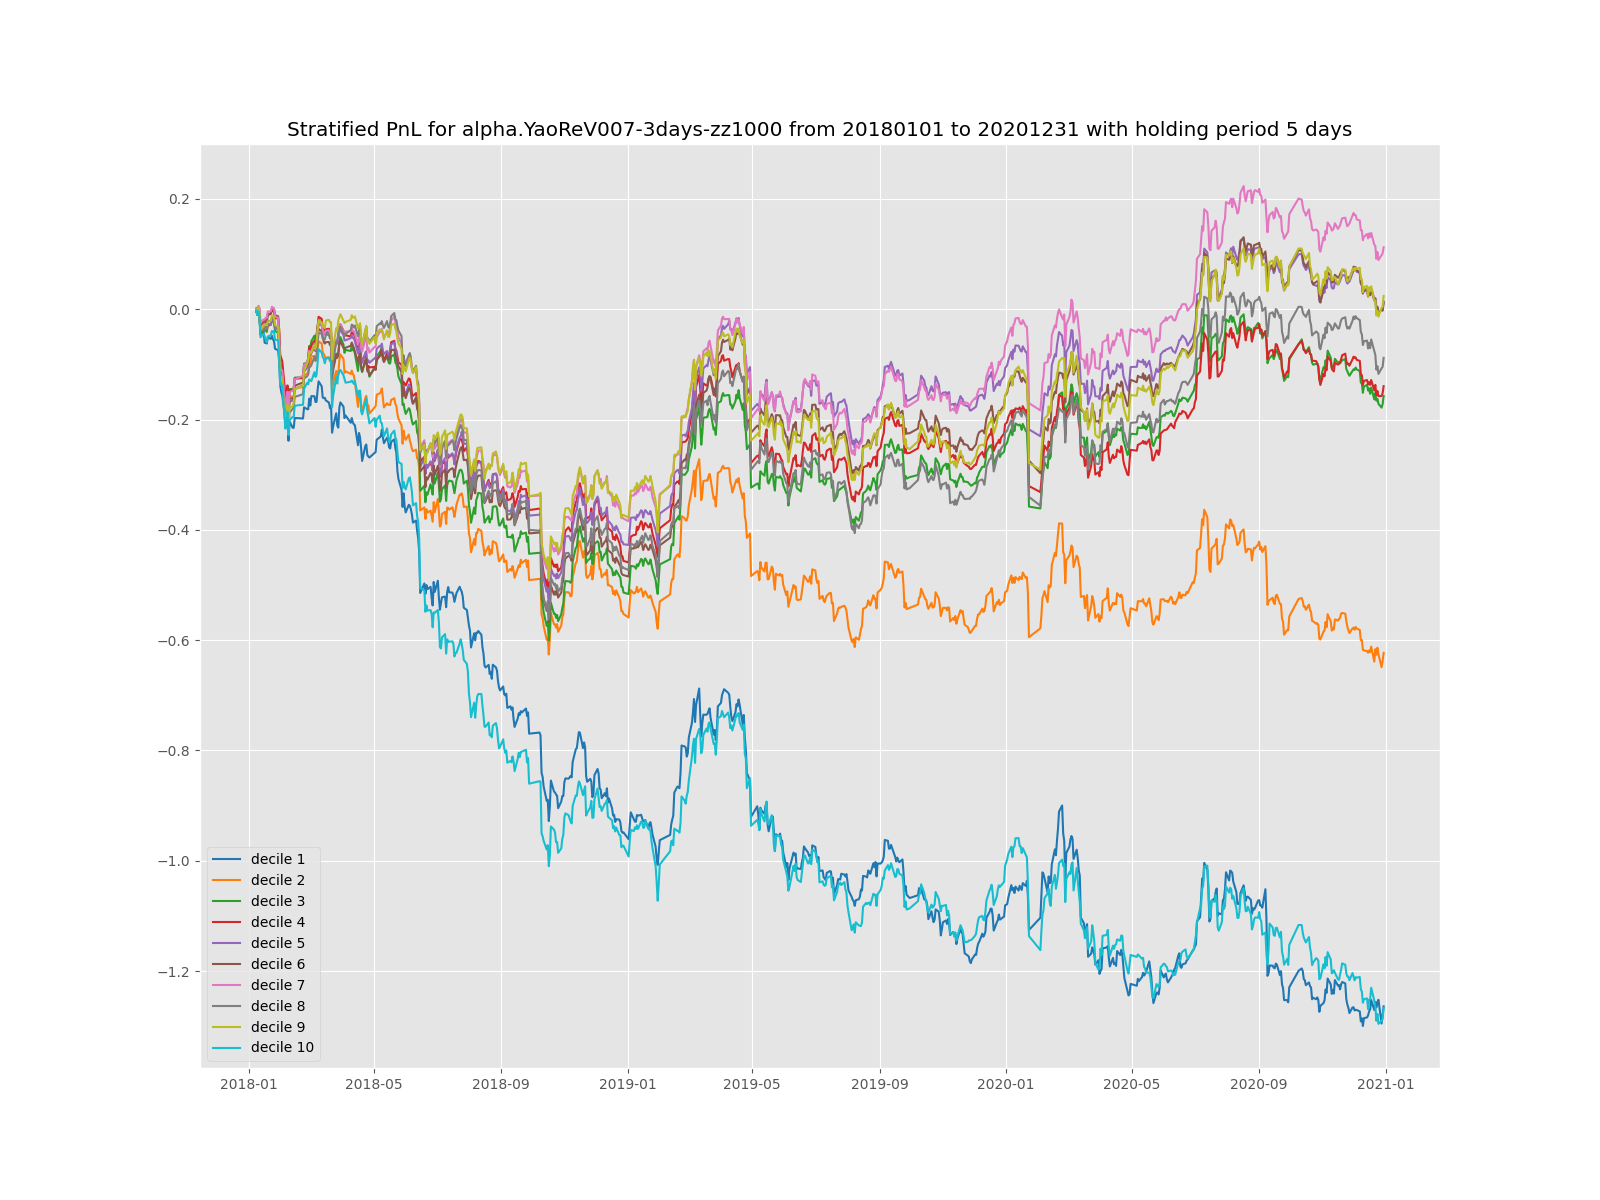 Stratified PnL for alpha.YaoReV007-3days-zz1000 from 20180101 to 20201231 with holding period 5 days
0.2
0.0
−0.2
−0.4
−0.6
−0.8
−1.0
−1.2
decile 1
decile 2
decile 3
decile 4
decile 5
decile 6
decile 7
decile 8
decile 9
decile 10
2018-01 2018-05 2018-09 2019-01 2019-05 2019-09 2020-01 2020-05 2020-09 2021-01